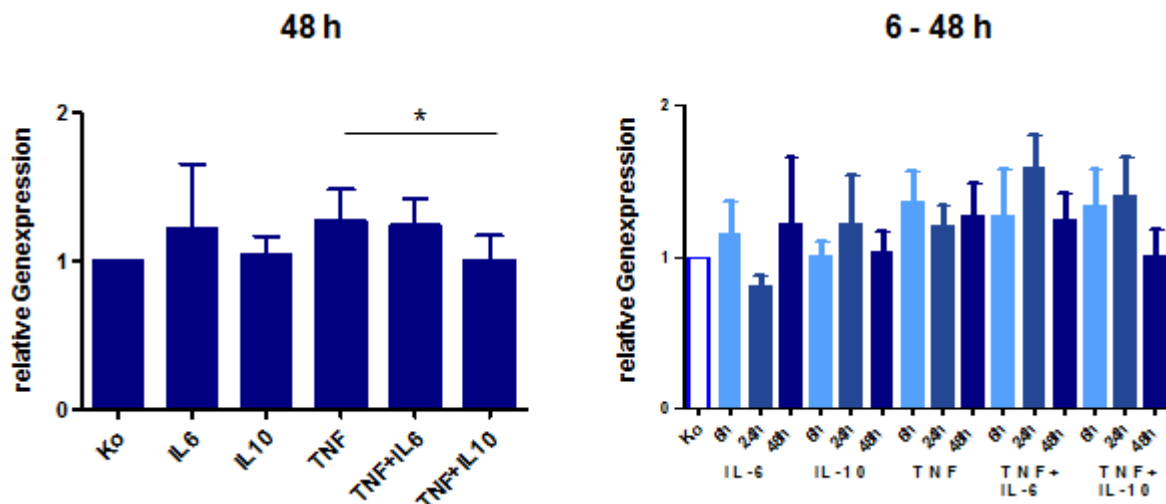 48 h
relative Genexpression
2
1
0
*
Ko
IL6
IL10
TNF
TNF+IL6
TNF+IL10
6 - 48 h
relative Genexpression
2
1
0
Ko
6h
24h
48h
6h
24h
48h
6h
24h
48h
6h
24h
48h
6h
24h
48h
IL-6
IL-10
TNF
TNF+
IL-6
TNF+
IL-10